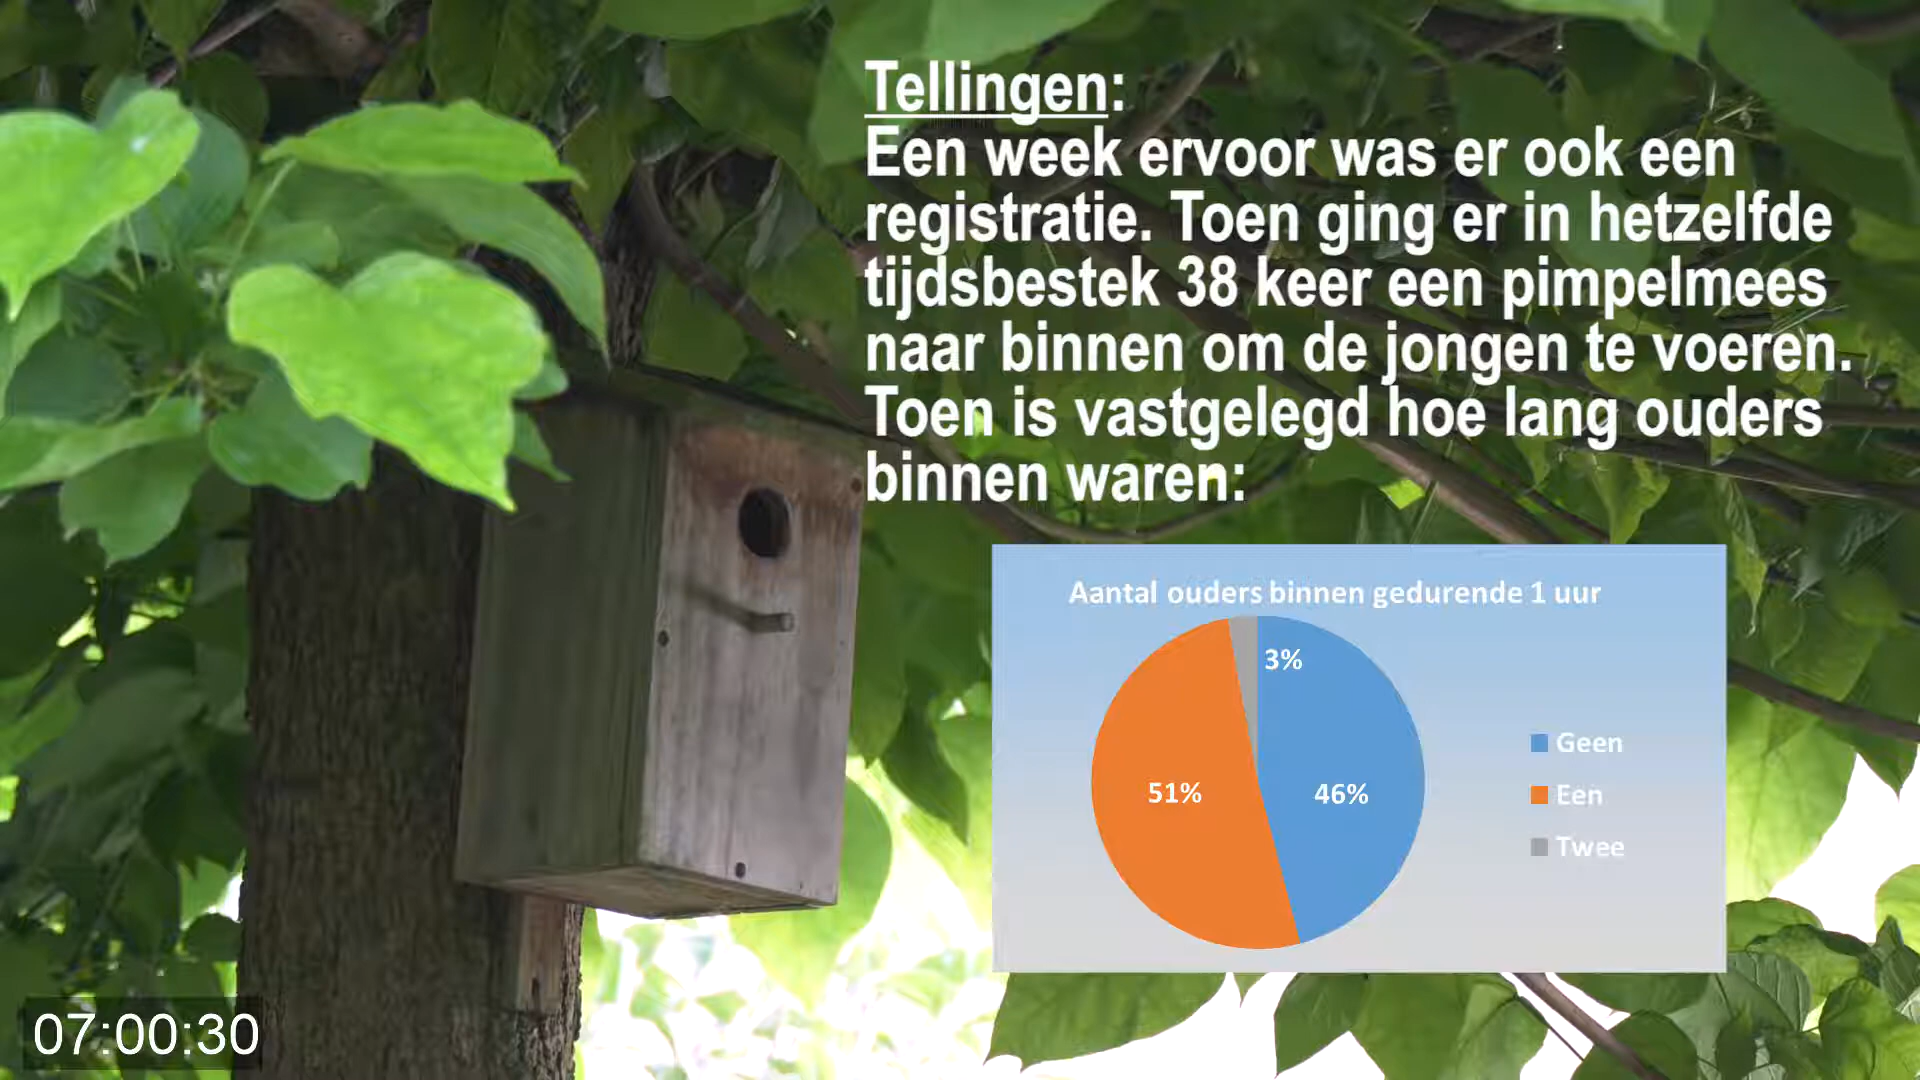 Tellingen:
Een week ervoor was er ook een
registratie. Toen ging er in hetzelfde
tijdsbestek 38 keer een pimpelmees
naar binnen om de jongen te voeren.
Toen is vastgelegd hoe lang ouders
binnen waren:
Aantal ouders binnen gedurende 1 uur
3%
51%
46%
Geen
Een
Twee
07:00:30